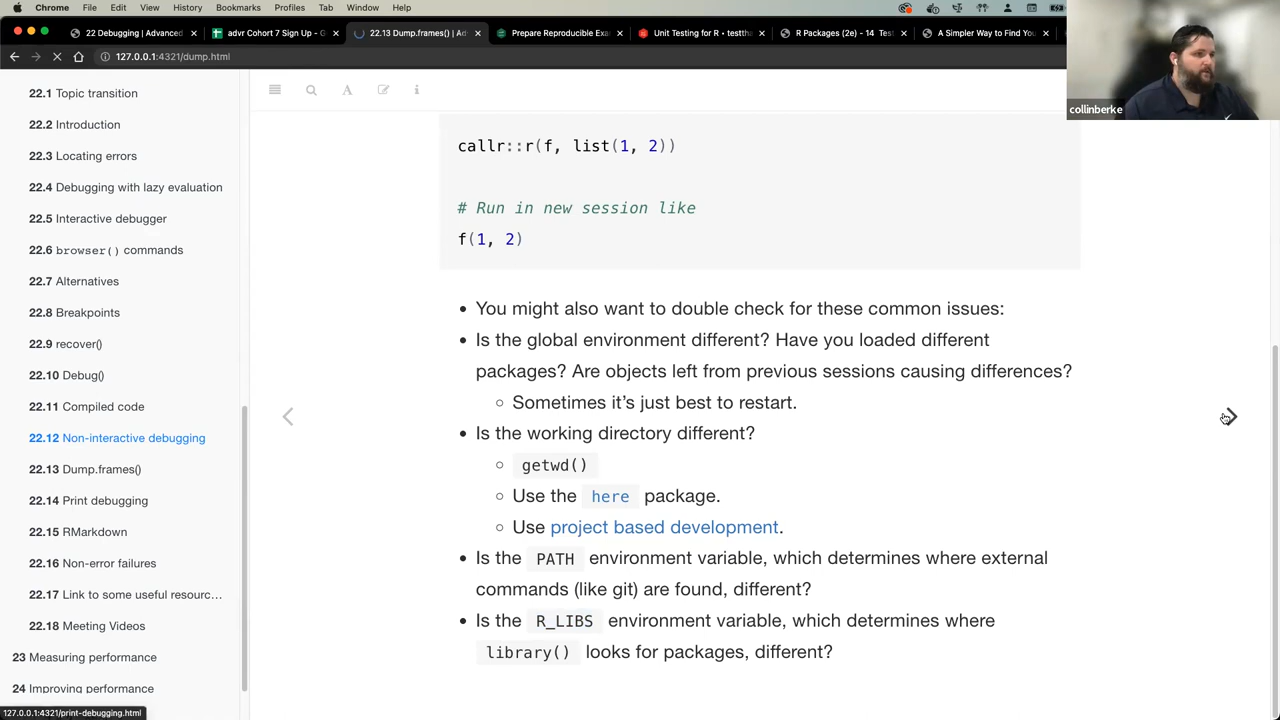 Chrome File Edit View History Bookmarks Profiles Tab Window Help
22 Debugging | Advanced
advr Cohort 7 Sign Up - G
22.13 Dump.frames() | Ad
Prepare Reproducible Exa
Unit Testing for R • testtha
R Packages (2e) - 14 Test
A Simpler Way to Find You
127.0.0.1:4321/dump.html
collinberke
22.1 Topic transition
22.2 Introduction
22.3 Locating errors
22.4 Debugging with lazy evaluation
22.5 Interactive debugger
22.6 browser() commands
22.7 Alternatives
22.8 Breakpoints
22.9 recover()
22.10 Debug()
22.11 Compiled code
22.12 Non-interactive debugging
22.13 Dump.frames()
22.14 Print debugging
22.15 RMarkdown
22.16 Non-error failures
22.17 Link to some useful resourc...
22.18 Meeting Videos
23 Measuring performance
24 Improving performance
127.0.0.1:4321/print-debugging.html
callr::r(f, list(1, 2))
# Run in new session like
f(1, 2)
• You might also want to double check for these common issues:
• Is the global environment different? Have you loaded different
packages? Are objects left from previous sessions causing differences?
◦ Sometimes it's just best to restart.
• Is the working directory different?
◦ getwd()
◦ Use the here package.
◦ Use project based development.
• Is the PATH environment variable, which determines where external
commands (like git) are found, different?
• Is the R_LIBS environment variable, which determines where
library() looks for packages, different?